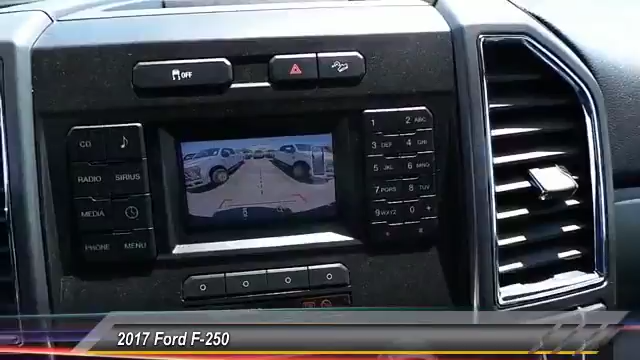 OFF
CD
RADIO SIRIUS
MEDIA
PHONE MENU
1 2 ABC
3 DEF 4 GHI
5 JKL 6 MNO
7 PQRS 8 TUV
9 WXYZ 0 +
* #
2017 Ford F-250